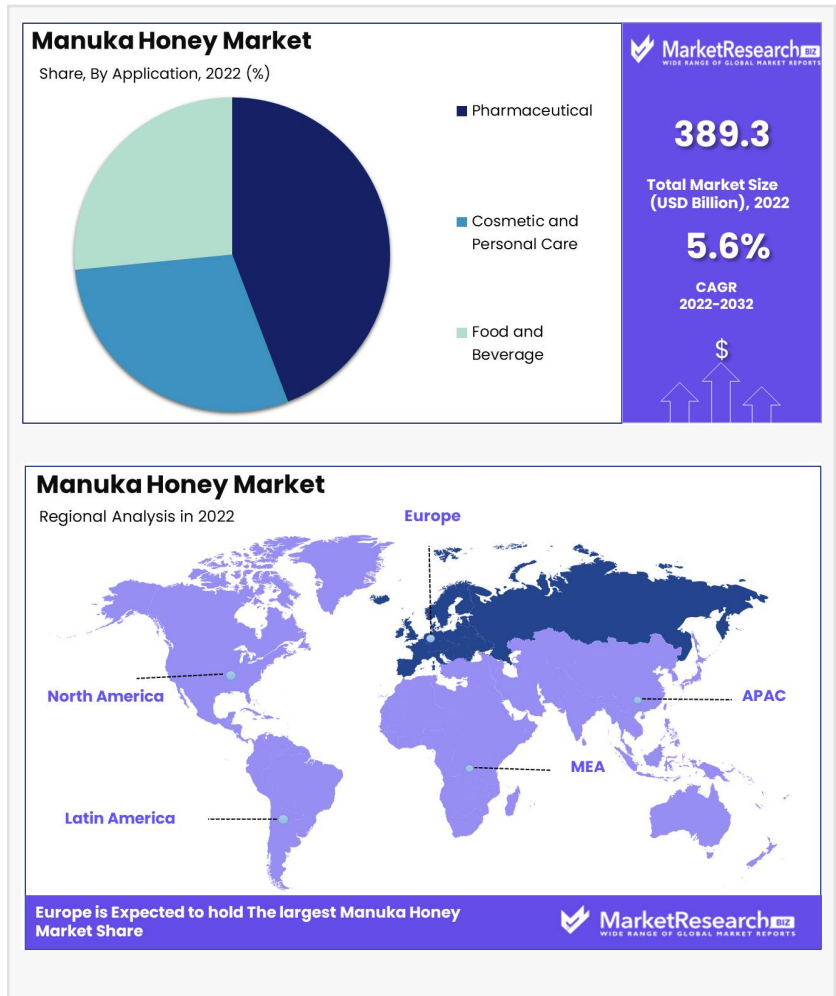 Manuka Honey Market
Share, By Application, 2022 (%)
Pharmaceutical
Cosmetic and
Personal Care
Food and
Beverage
MarketResearch BIZ
WIDE RANGE OF GLOBAL MARKET REPORTS
389.3
Total Market Size
(USD Billion), 2022
5.6%
CAGR
2022-2032
$
Manuka Honey Market
Regional Analysis in 2022
Europe
North America
APAC
MEA
Latin America
Europe is Expected to hold The largest Manuka Honey
Market Share
MarketResearch BIZ
WIDE RANGE OF GLOBAL MARKET REPORTS